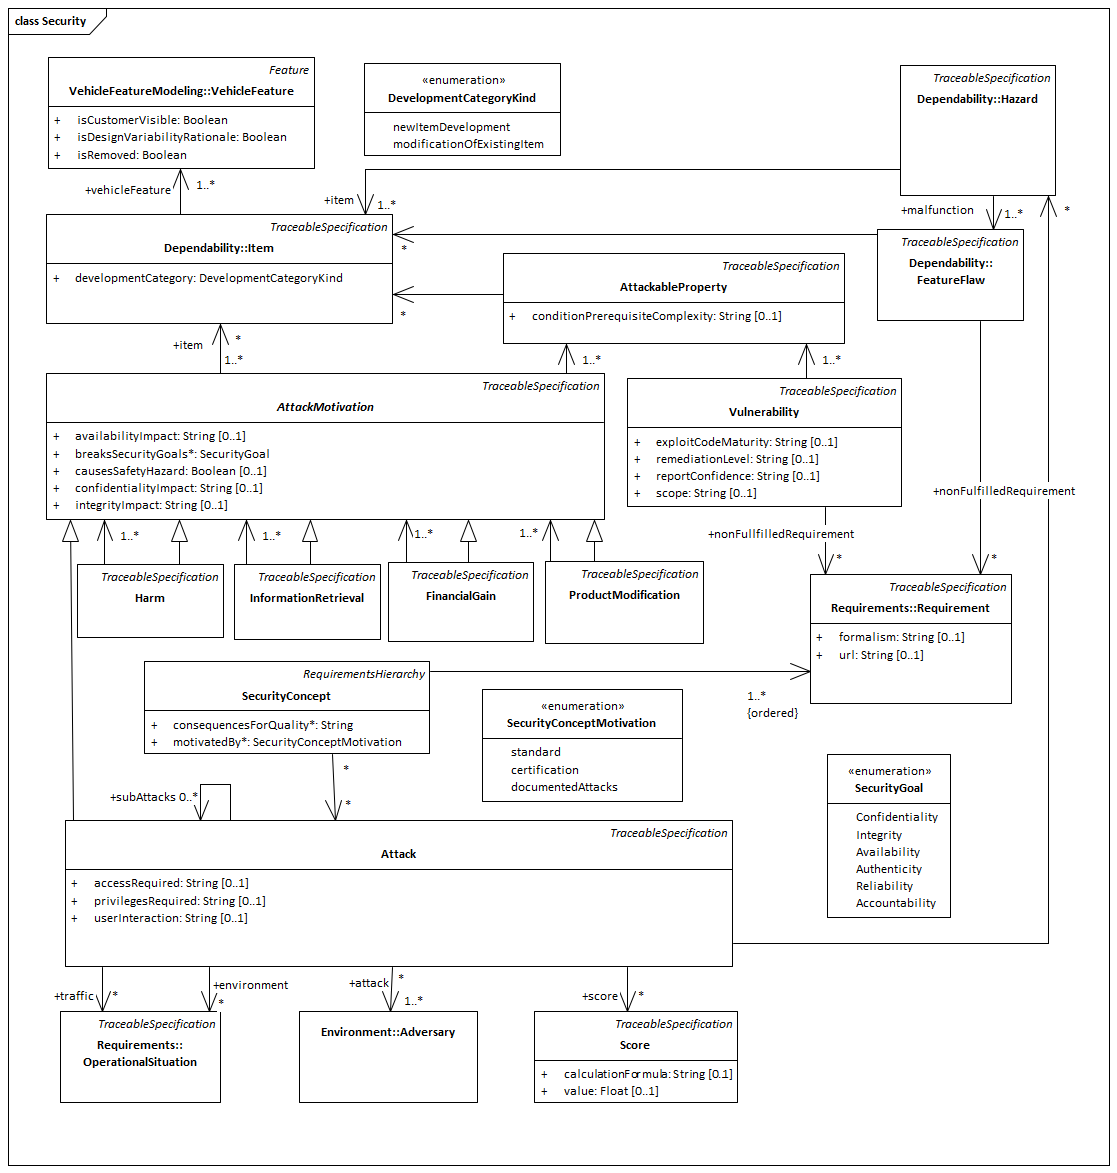 class Security
Feature
VehicleFeatureModeling::VehicleFeature
+ isCustomerVisible: Boolean
+ isDesignVariabilityRationale: Boolean
+ isRemoved: Boolean
«enumeration»
DevelopmentCategoryKind
newItemDevelopment
modificationOfExistingItem
TraceableSpecification
Dependability::Hazard
+vehicleFeature
1..*
+item
1..*
+malfunction
1..*
*
TraceableSpecification
Dependability::Item
+ developmentCategory: DevelopmentCategoryKind
*
*
TraceableSpecification
Dependability::
FeatureFlaw
TraceableSpecification
AttackableProperty
+ conditionPrerequisiteComplexity: String [0..1]
+item
*
1..*
1..*
1..*
TraceableSpecification
AttackMotivation
+ availabilityImpact: String [0..1]
+ breaksSecurityGoals*: SecurityGoal
+ causesSafetyHazard: Boolean [0..1]
+ confidentialityImpact: String [0..1]
+ integrityImpact: String [0..1]
TraceableSpecification
Vulnerability
+ exploitCodeMaturity: String [0..1]
+ remediationLevel: String [0..1]
+ reportConfidence: String [0..1]
+ scope: String [0..1]
+nonFulfilledRequirement
*
+nonFullfilledRequirement
*
1..*
1..*
1..*
1..*
TraceableSpecification
Harm
TraceableSpecification
InformationRetrieval
TraceableSpecification
FinancialGain
TraceableSpecification
ProductModification
TraceableSpecification
Requirements::Requirement
+ formalism: String [0..1]
+ url: String [0..1]
RequirementsHierarchy
SecurityConcept
+ consequencesForQuality*: String
+ motivatedBy*: SecurityConceptMotivation
1..*
{ordered}
«enumeration»
SecurityConceptMotivation
standard
certification
documentedAttacks
«enumeration»
SecurityGoal
Confidentiality
Integrity
Availability
Authenticity
Reliability
Accountability
*
*
+subAttacks 0..*
TraceableSpecification
Attack
+ accessRequired: String [0..1]
+ privilegesRequired: String [0..1]
+ userInteraction: String [0..1]
+traffic
*
+environment
*
+attack
*
1..*
+score
*
TraceableSpecification
Requirements::
OperationalSituation
Environment::Adversary
TraceableSpecification
Score
+ calculationFormula: String [0.1]
+ value: Float [0..1]